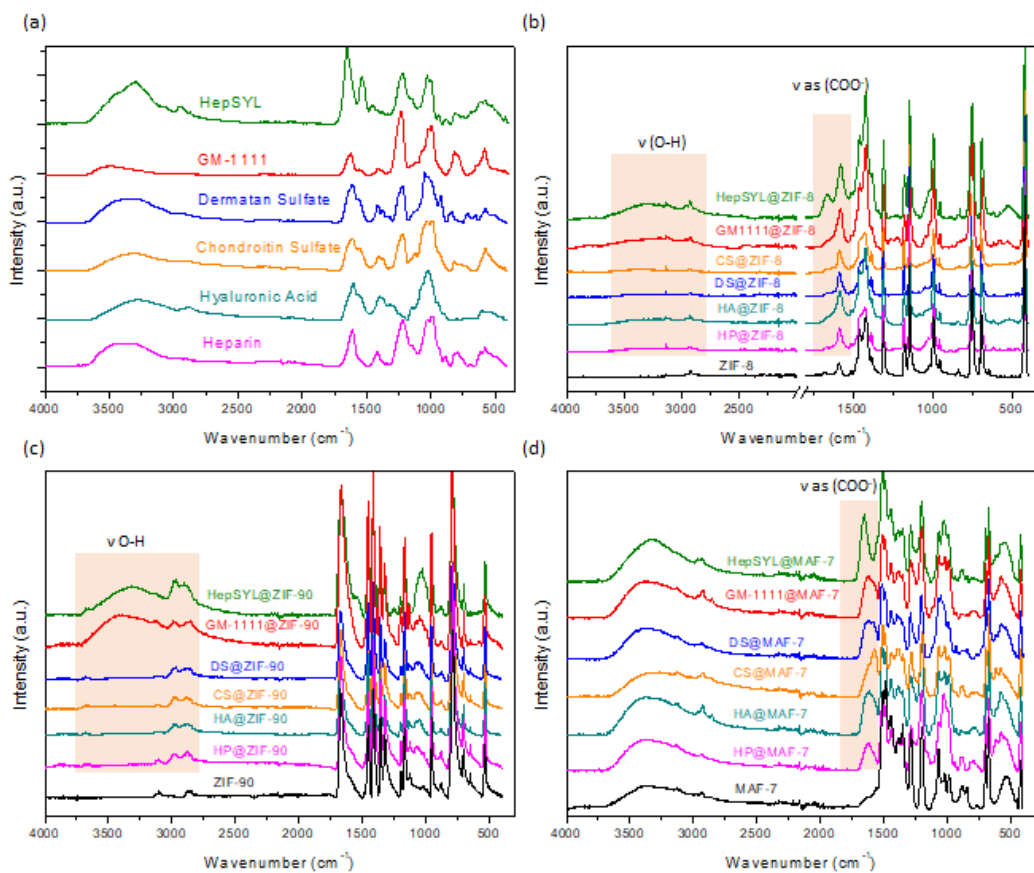 (a)
HepSYL
GM-1111
Dermatan Sulfate
Chondroitin Sulfate
Hyaluronic Acid
Heparin
Intensity (a.u.)
4000 3500 3000 2500 2000 1500 1000 500
Wavenumber (cm⁻¹)
(b)
ν as (COO⁻)
ν (O-H)
HepSYL@ZIF-8
GM1111@ZIF-8
CS@ZIF-8
DS@ZIF-8
HA@ZIF-8
HP@ZIF-8
ZIF-8
Intensity (a.u.)
4000 3500 3000 2500 2000 1500 1000 500
Wavenumber (cm⁻¹)
(c)
ν O-H
HepSYL@ZIF-90
GM-1111@ZIF-90
DS@ZIF-90
CS@ZIF-90
HA@ZIF-90
HP@ZIF-90
ZIF-90
Intensity (a.u.)
4000 3500 3000 2500 2000 1500 1000 500
Wavenumber (cm⁻¹)
(d)
ν as (COO⁻)
HepSYL@MAF-7
GM-1111@MAF-7
DS@MAF-7
CS@MAF-7
HA@MAF-7
HP@MAF-7
MAF-7
Intensity (a.u.)
4000 3500 3000 2500 2000 1500 1000 500
Wavenumber (cm⁻¹)